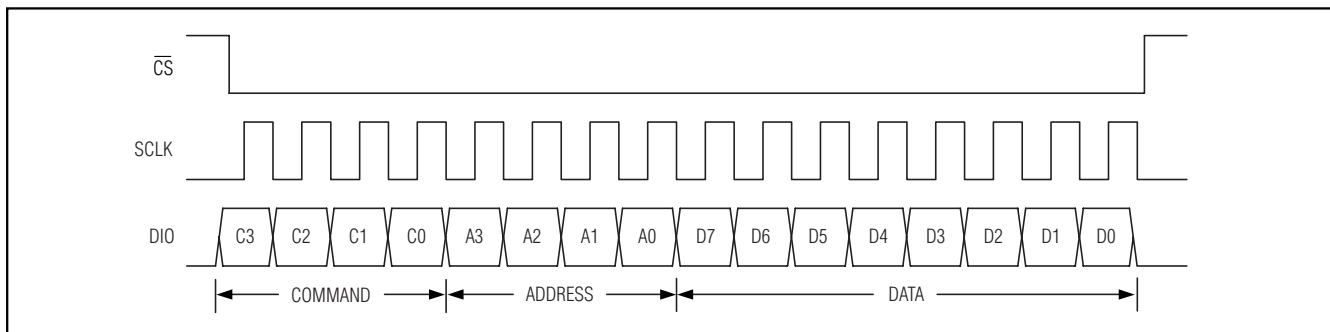 C̅S̅
SCLK
DIO C3 C2 C1 C0 A3 A2 A1 A0 D7 D6 D5 D4 D3 D2 D1 D0
COMMAND ADDRESS DATA